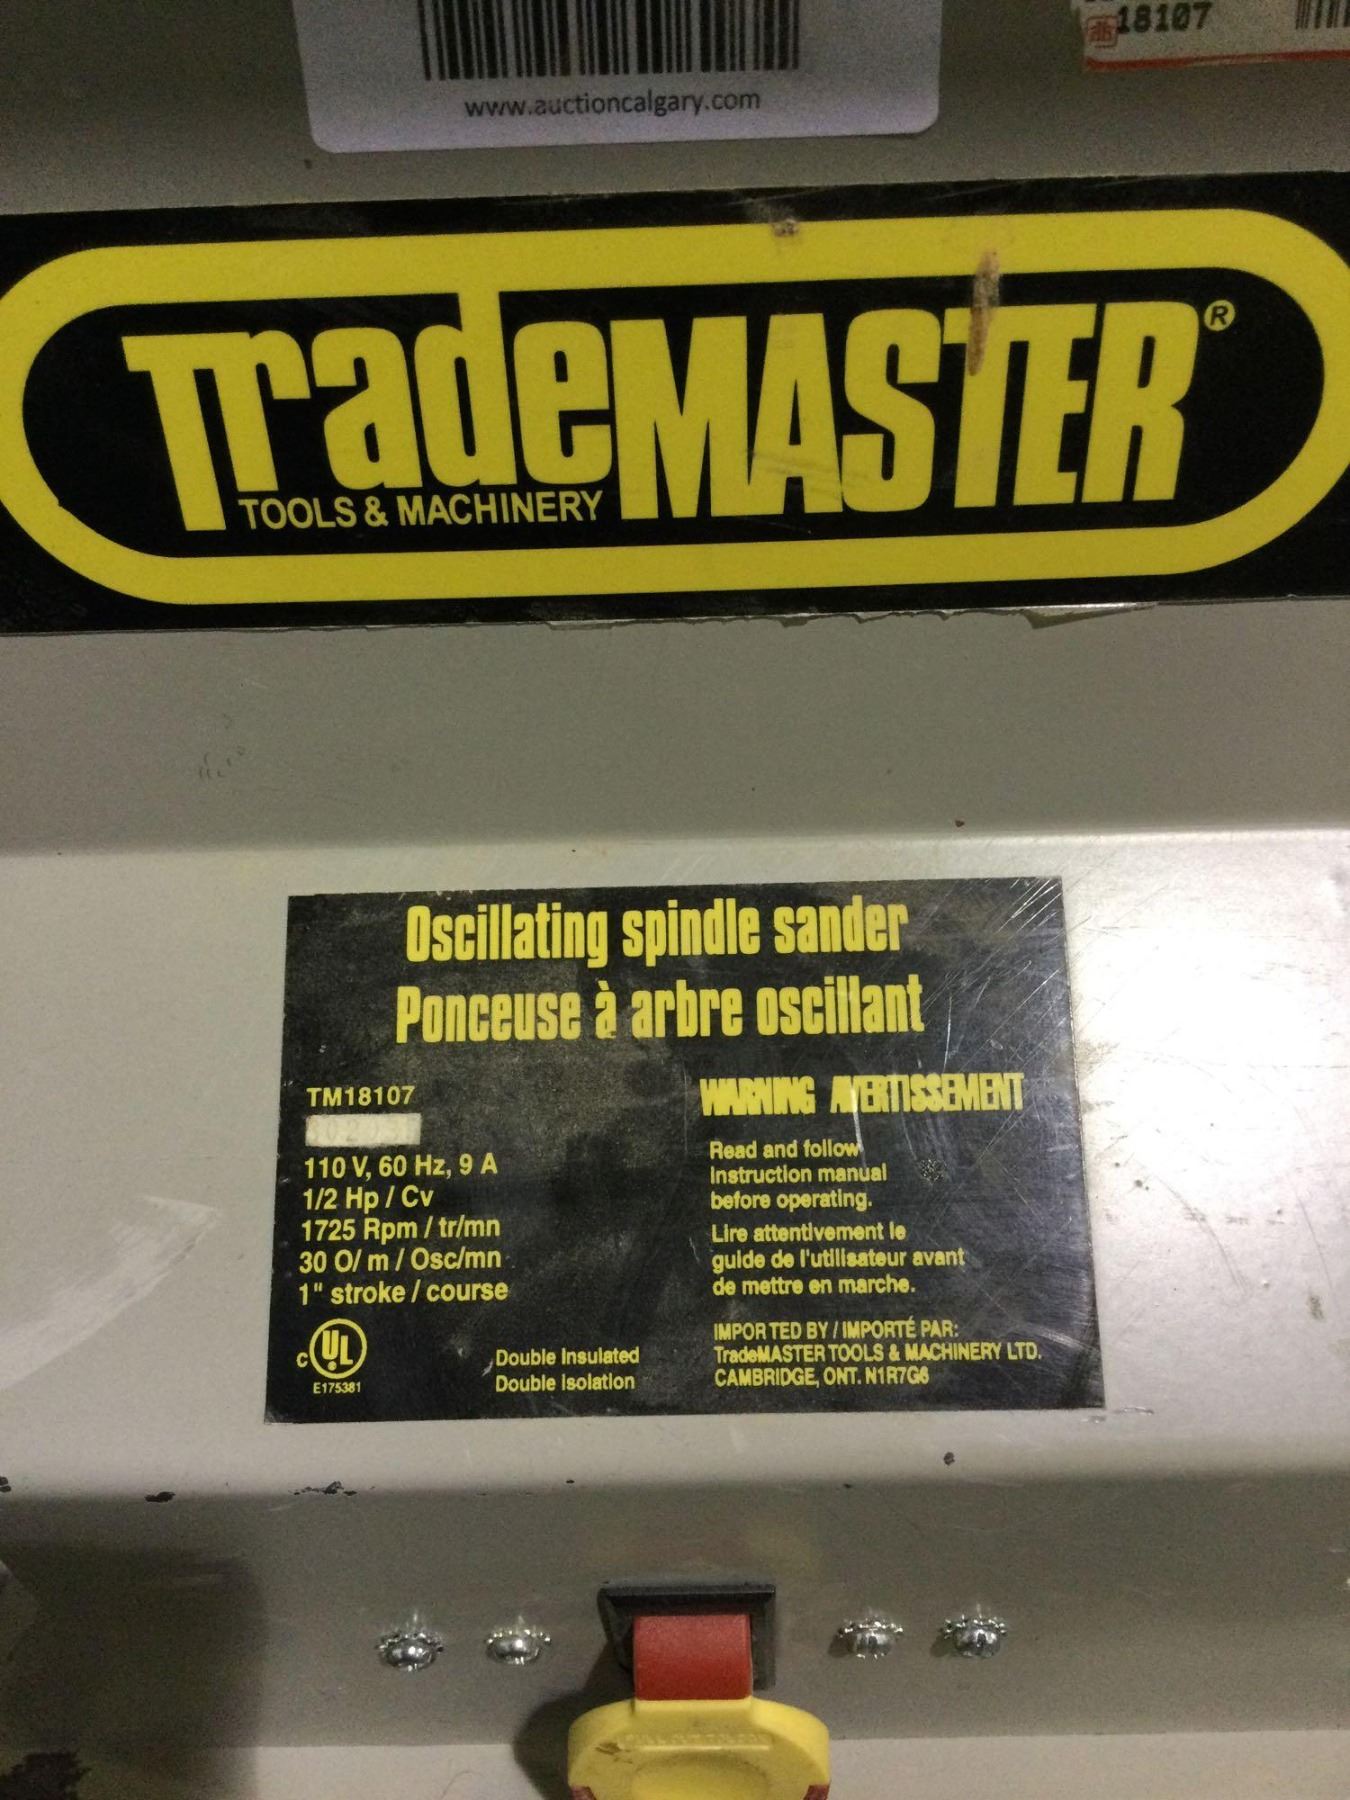 www.auctioncalgary.com
18107
TradeMASTER®
TOOLS & MACHINERY
Oscillating spindle sander
Ponceuse à arbre oscillant
TM18107
110 V, 60 Hz, 9 A
1/2 Hp / Cv
1725 Rpm / tr/mn
30 O/ m / Osc/mn
1" stroke / course
c UL
E175381
Double Insulated
Double Isolation
WARNING AVERTISSEMENT
Read and follow
instruction manual
before operating.
Lire attentivement le
guide de l'utilisateur avant
de mettre en marche.
IMPORTED BY / IMPORTÉ PAR:
TradeMASTER TOOLS & MACHINERY LTD.
CAMBRIDGE, ONT. N1R7G6